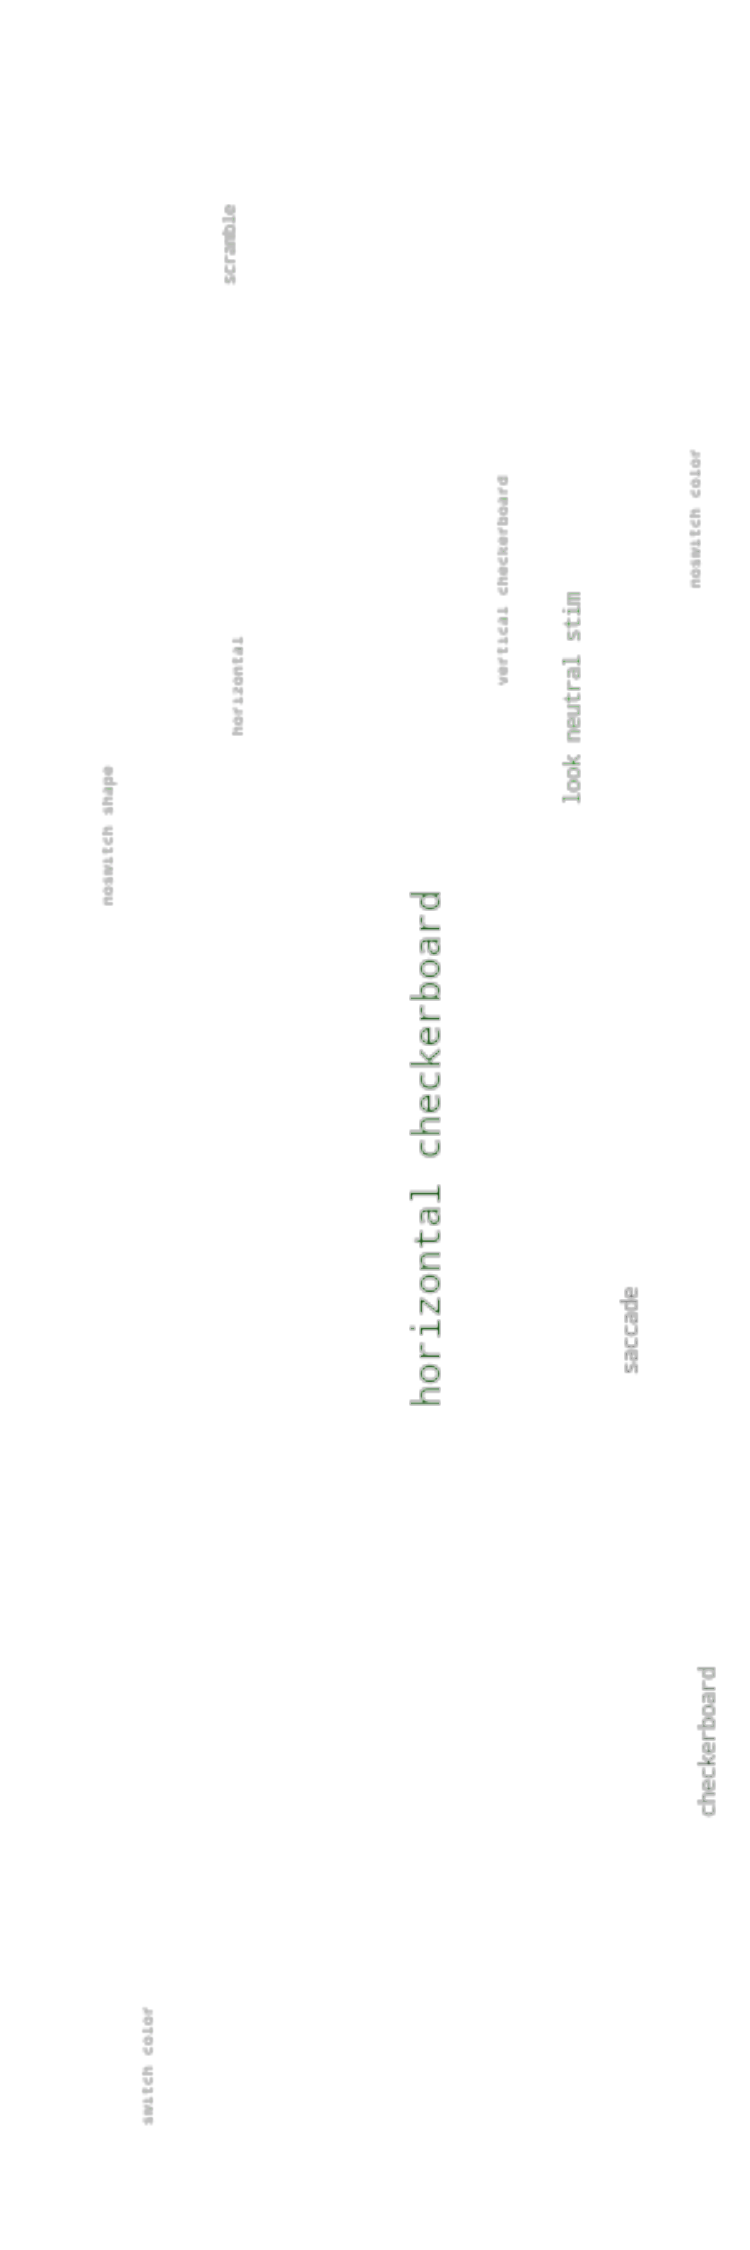 scramble
noswitch color
vertical checkerboard
look neutral stim
horizontal
noswitch shape
horizontal checkerboard
saccade
checkerboard
switch color